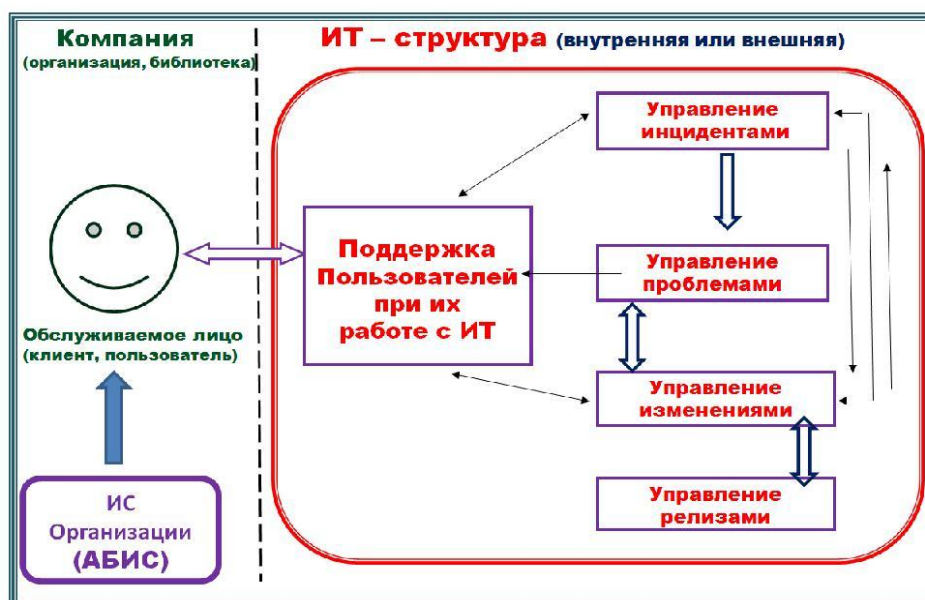 Компания
(организация, библиотека)
ИТ – структура (внутренняя или внешняя)
Управление
инцидентами
Поддержка
Пользователей
при их
работе с ИТ
Управление
проблемами
Обслуживаемое лицо
(клиент, пользователь)
Управление
изменениями
ИС
Организации
(АБИС)
Управление
релизами